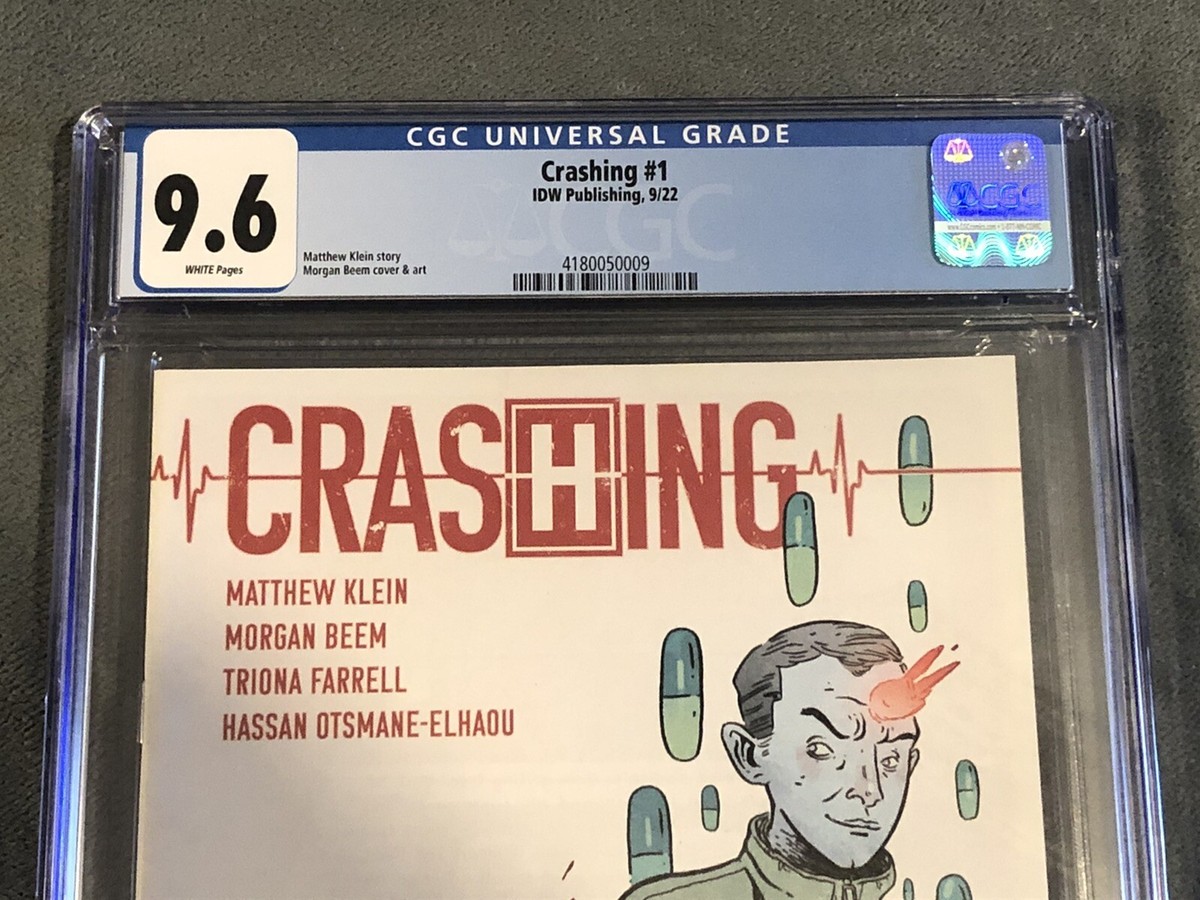 CGC UNIVERSAL GRADE
9.6
WHITE Pages
Crashing #1
IDW Publishing, 9/22
Matthew Klein story
Morgan Beem cover & art
CGC
4180050009
CGC
CRASHING
MATTHEW KLEIN
MORGAN BEEM
TRIONA FARRELL
HASSAN OTSMANE-ELHAOU